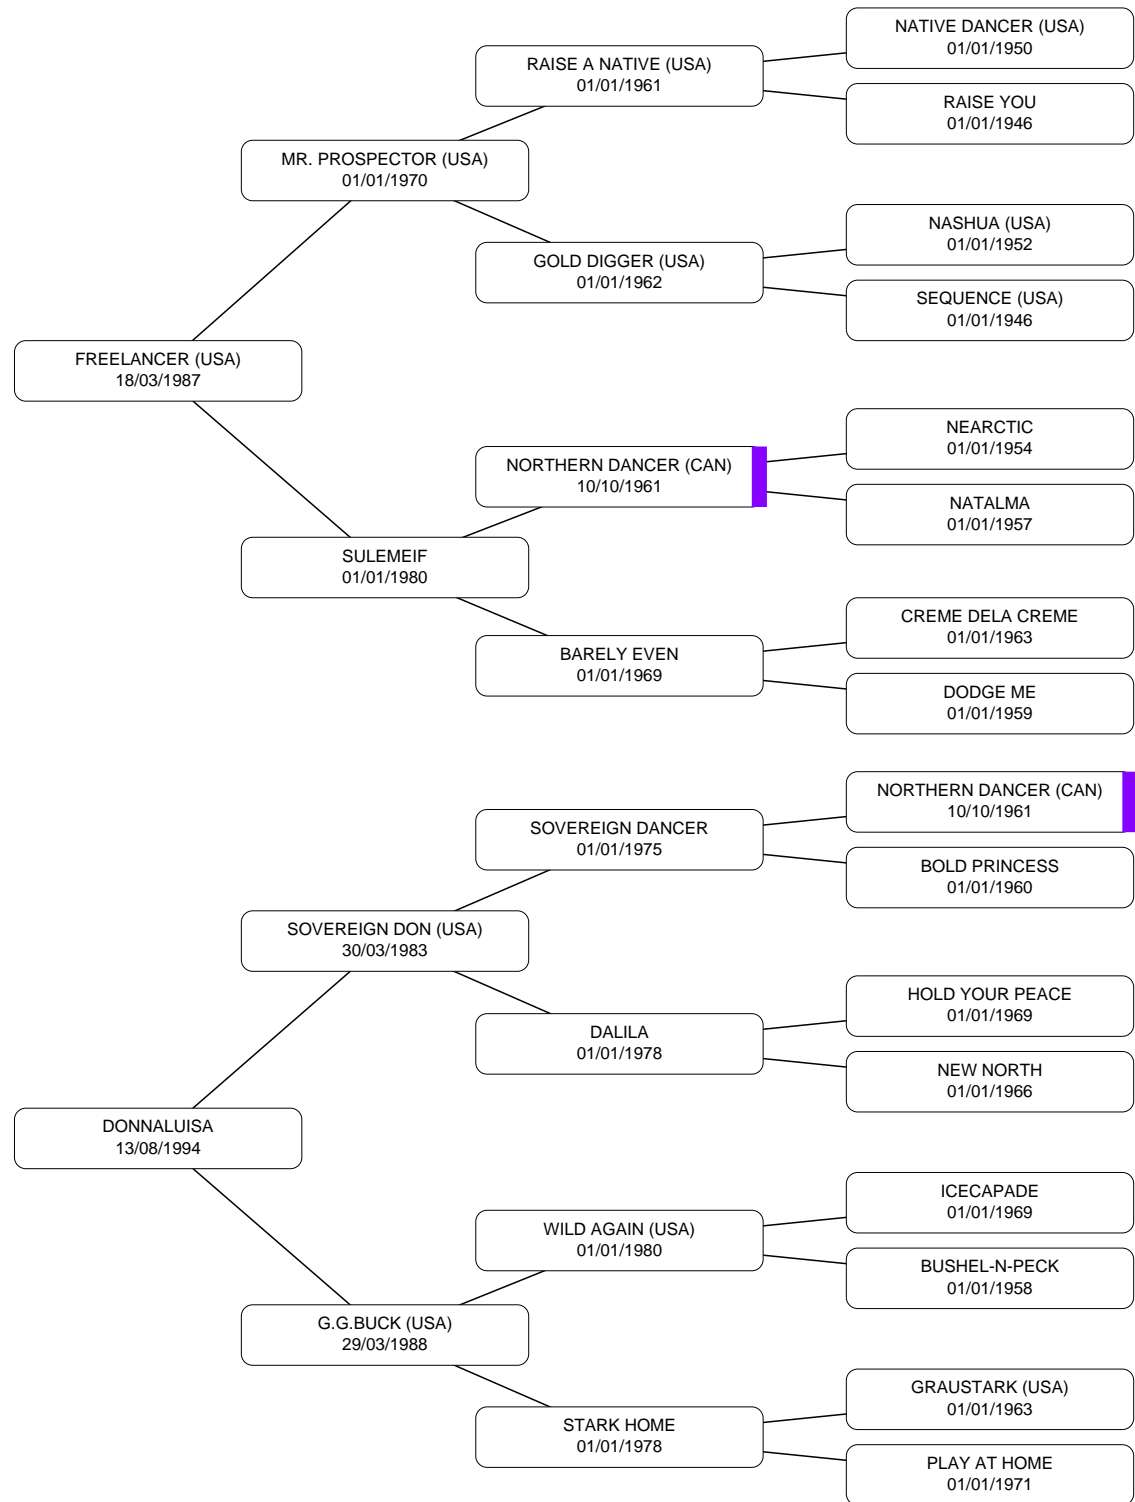 NATIVE DANCER (USA)
01/01/1950
RAISE A NATIVE (USA)
01/01/1961
RAISE YOU
01/01/1946
MR. PROSPECTOR (USA)
01/01/1970
NASHUA (USA)
01/01/1952
GOLD DIGGER (USA)
01/01/1962
SEQUENCE (USA)
01/01/1946
FREELANCER (USA)
18/03/1987
NEARCTIC
01/01/1954
NORTHERN DANCER (CAN)
10/10/1961
NATALMA
01/01/1957
SULEMEIF
01/01/1980
CREME DELA CREME
01/01/1963
BARELY EVEN
01/01/1969
DODGE ME
01/01/1959
NORTHERN DANCER (CAN)
10/10/1961
SOVEREIGN DANCER
01/01/1975
BOLD PRINCESS
01/01/1960
SOVEREIGN DON (USA)
30/03/1983
HOLD YOUR PEACE
01/01/1969
DALILA
01/01/1978
NEW NORTH
01/01/1966
DONNALUISA
13/08/1994
ICECAPADE
01/01/1969
WILD AGAIN (USA)
01/01/1980
BUSHEL-N-PECK
01/01/1958
G.G.BUCK (USA)
29/03/1988
GRAUSTARK (USA)
01/01/1963
STARK HOME
01/01/1978
PLAY AT HOME
01/01/1971